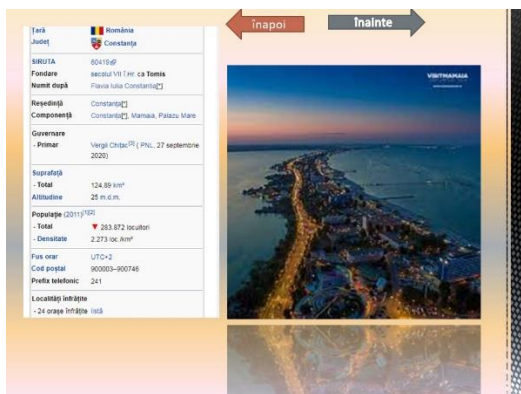 înapoi
înainte
Țară România
Județ Constanța
SIRUTA 60419
Fondare secolul VII î.Hr. ca Tomis
Numit după Flavia Iulia Constantia[*]
Reședință Constanța[*]
Componență Constanța[*], Mamaia, Palazu Mare
Guvernare
- Primar Vergil Chițac[3] ( PNL, 27 septembrie
2020)
Suprafață
- Total 124,89 km²
Altitudine 25 m.d.m.
Populație (2011)[1][2]
- Total ▼ 283.872 locuitori
- Densitate 2.273 loc./km²
Fus orar UTC+2
Cod poștal 900003–900746
Prefix telefonic 241
Localități înfrățite
- 24 orașe înfrățite listă
VISITMAMAIA